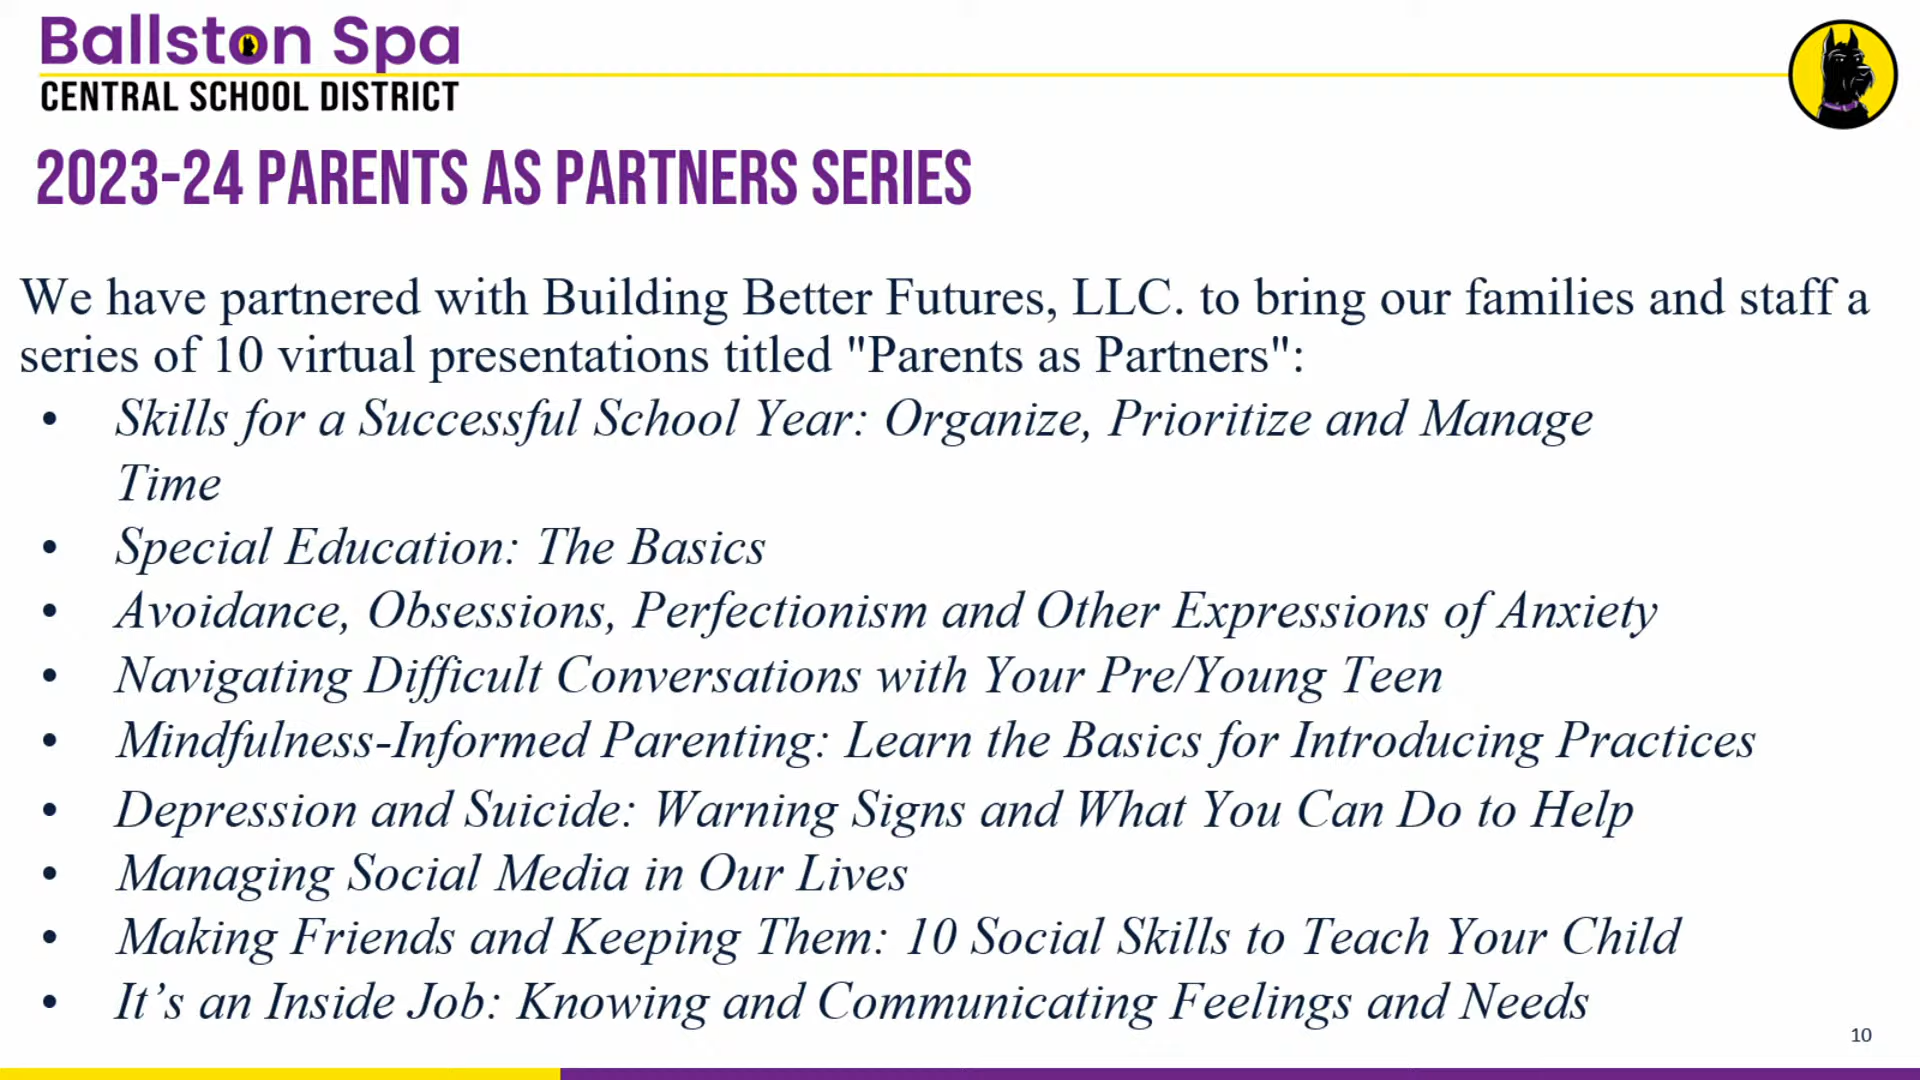 Ballston Spa
CENTRAL SCHOOL DISTRICT
2023-24 PARENTS AS PARTNERS SERIES
We have partnered with Building Better Futures, LLC. to bring our families and staff a
series of 10 virtual presentations titled "Parents as Partners":
• Skills for a Successful School Year: Organize, Prioritize and Manage
Time
• Special Education: The Basics
• Avoidance, Obsessions, Perfectionism and Other Expressions of Anxiety
• Navigating Difficult Conversations with Your Pre/Young Teen
• Mindfulness-Informed Parenting: Learn the Basics for Introducing Practices
• Depression and Suicide: Warning Signs and What You Can Do to Help
• Managing Social Media in Our Lives
• Making Friends and Keeping Them: 10 Social Skills to Teach Your Child
• It’s an Inside Job: Knowing and Communicating Feelings and Needs
10